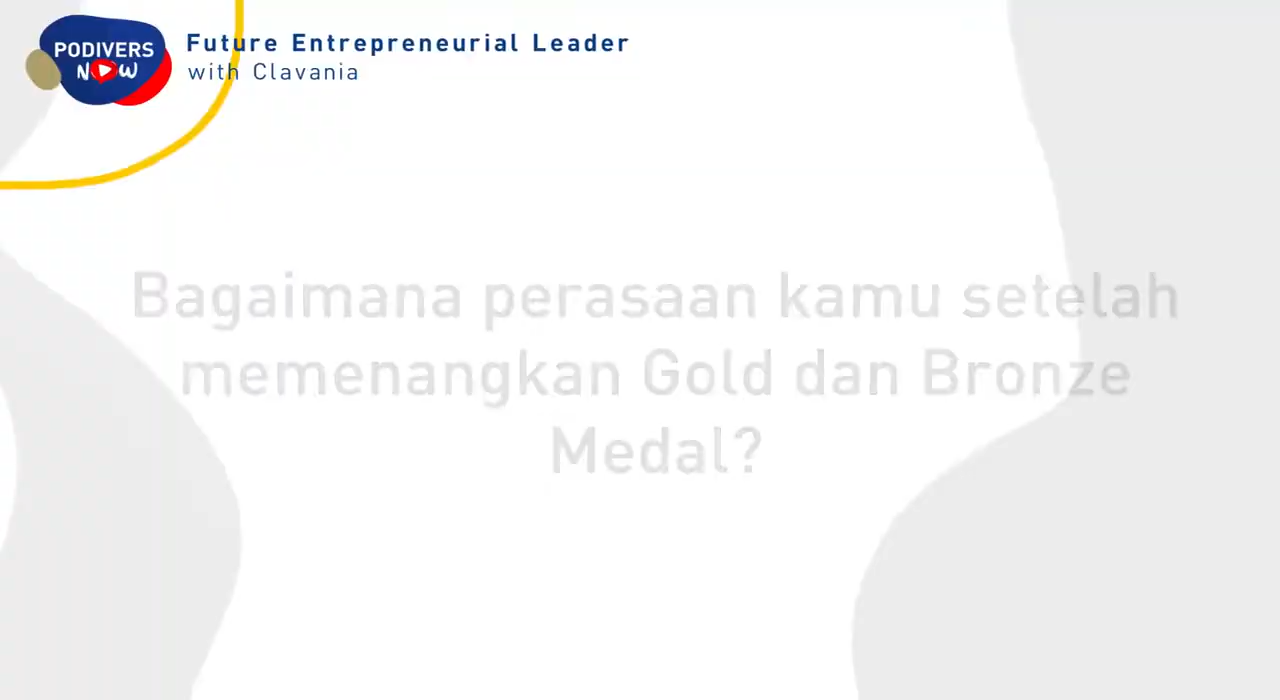 PODIVERS
NOW
Future Entrepreneurial Leader
with Clavania
Bagaimana perasaan kamu setelah
memenangkan Gold dan Bronze
Medal?